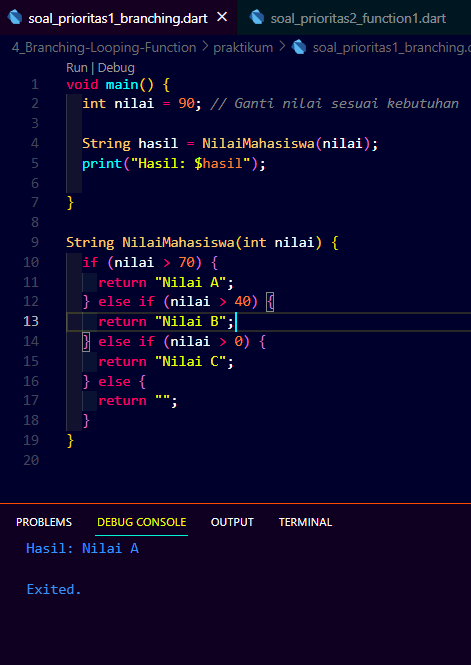 soal_prioritas1_branching.dart × soal_prioritas2_function1.dart
4_Branching-Looping-Function > praktikum > soal_prioritas1_branching.
Run | Debug
1 void main() {
2 int nilai = 90; // Ganti nilai sesuai kebutuhan
3
4 String hasil = NilaiMahasiswa(nilai);
5 print("Hasil: $hasil");
6
7 }
8
9 String NilaiMahasiswa(int nilai) {
10 if (nilai > 70) {
11 return "Nilai A";
12 } else if (nilai > 40) {
13 return "Nilai B";
14 } else if (nilai > 0) {
15 return "Nilai C";
16 } else {
17 return "";
18 }
19 }
20
PROBLEMS DEBUG CONSOLE OUTPUT TERMINAL
Hasil: Nilai A
Exited.